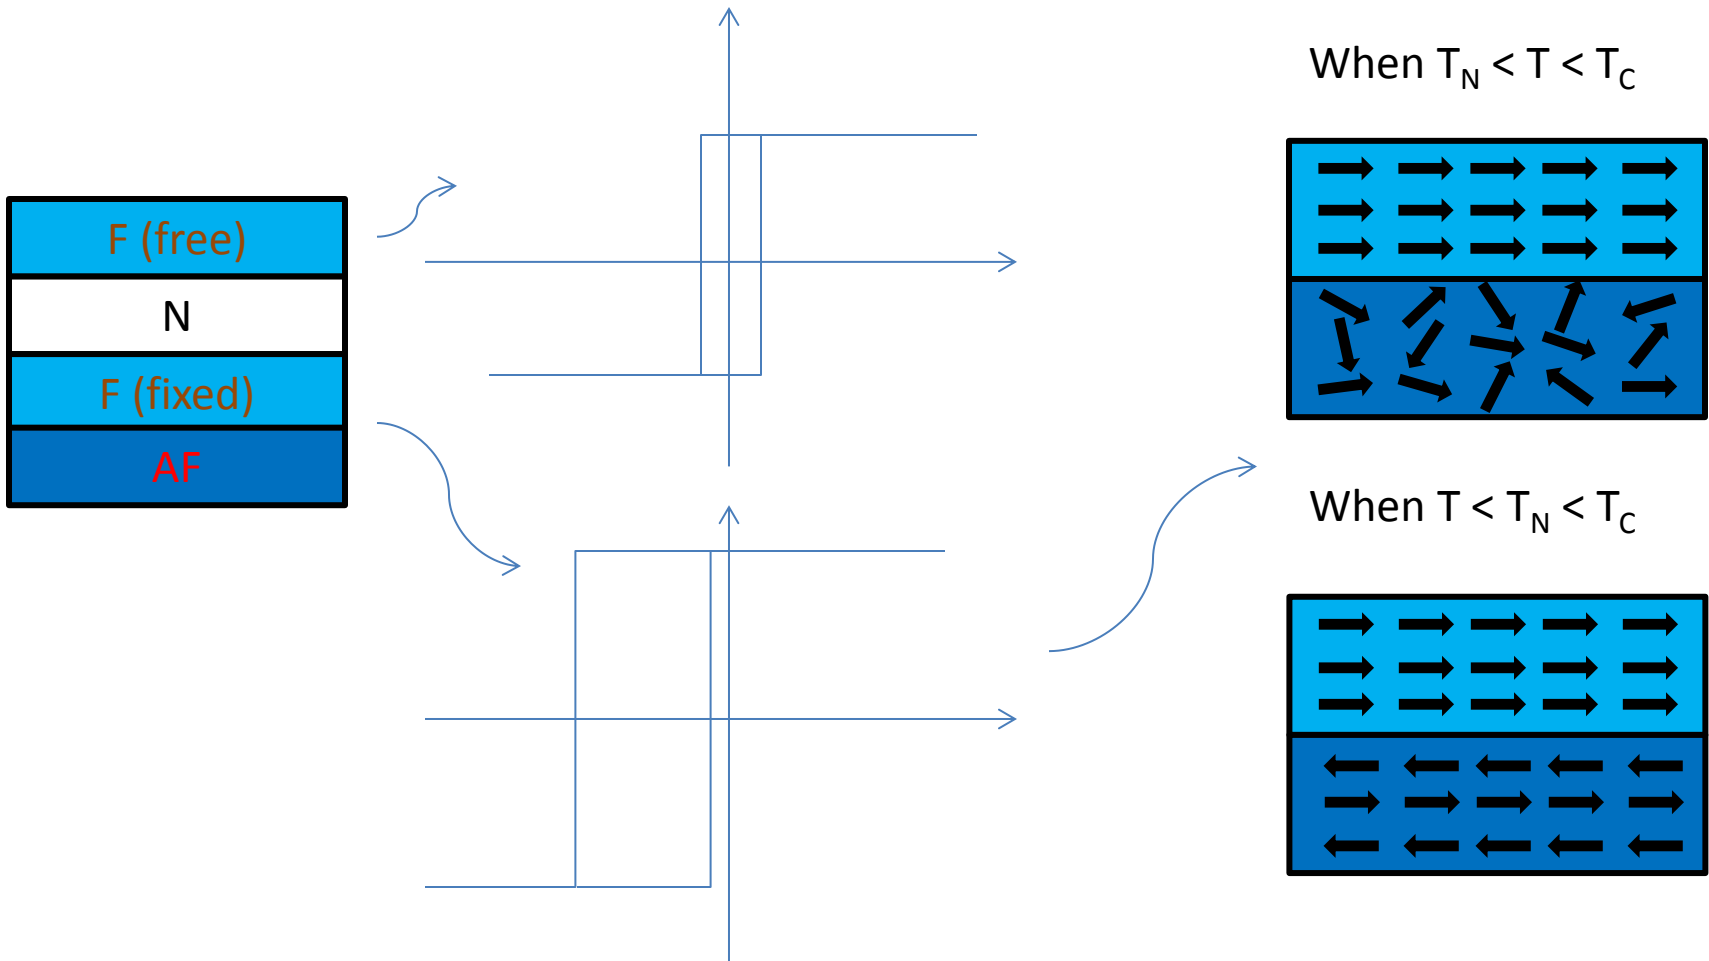 F (free)
N
F (fixed)
AF
When T_N < T < T_C
When T < T_N < T_C